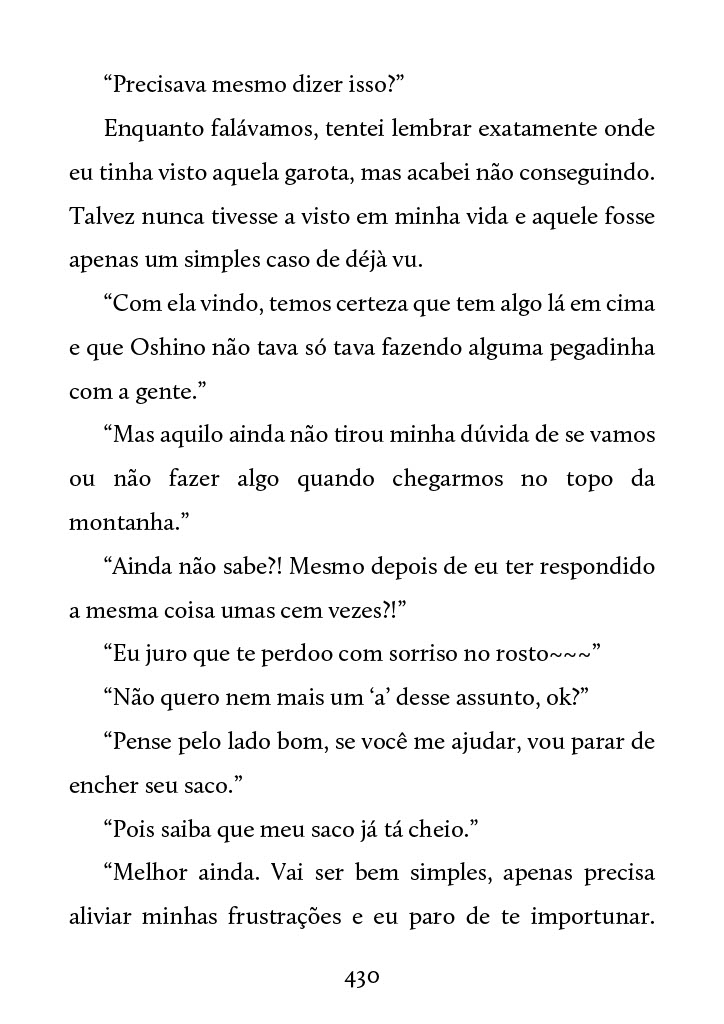 “Precisava mesmo dizer isso?”
Enquanto falávamos, tentei lembrar exatamente onde
eu tinha visto aquela garota, mas acabei não conseguindo.
Talvez nunca tivesse a visto em minha vida e aquele fosse
apenas um simples caso de déjà vu.
“Com ela vindo, temos certeza que tem algo lá em cima
e que Oshino não tava só tava fazendo alguma pegadinha
com a gente.”
“Mas aquilo ainda não tirou minha dúvida de se vamos
ou não fazer algo quando chegarmos no topo da
montanha.”
“Ainda não sabe?! Mesmo depois de eu ter respondido
a mesma coisa umas cem vezes?!”
“Eu juro que te perdoo com sorriso no rosto~~~”
“Não quero nem mais um ‘a’ desse assunto, ok?”
“Pense pelo lado bom, se você me ajudar, vou parar de
encher seu saco.”
“Pois saiba que meu saco já tá cheio.”
“Melhor ainda. Vai ser bem simples, apenas precisa
aliviar minhas frustrações e eu paro de te importunar.
430